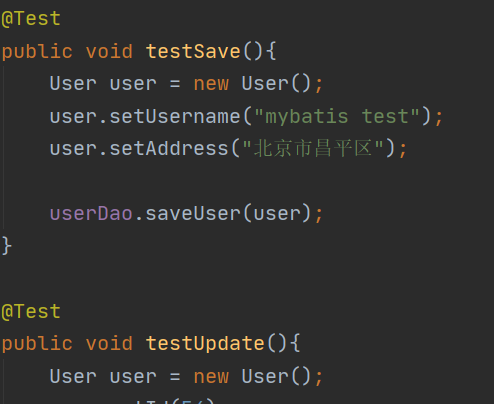 @Test
public void testSave(){
User user = new User();
user.setUsername("mybatis test");
user.setAddress("北京市昌平区");
userDao.saveUser(user);
}
@Test
public void testUpdate(){
User user = new User();